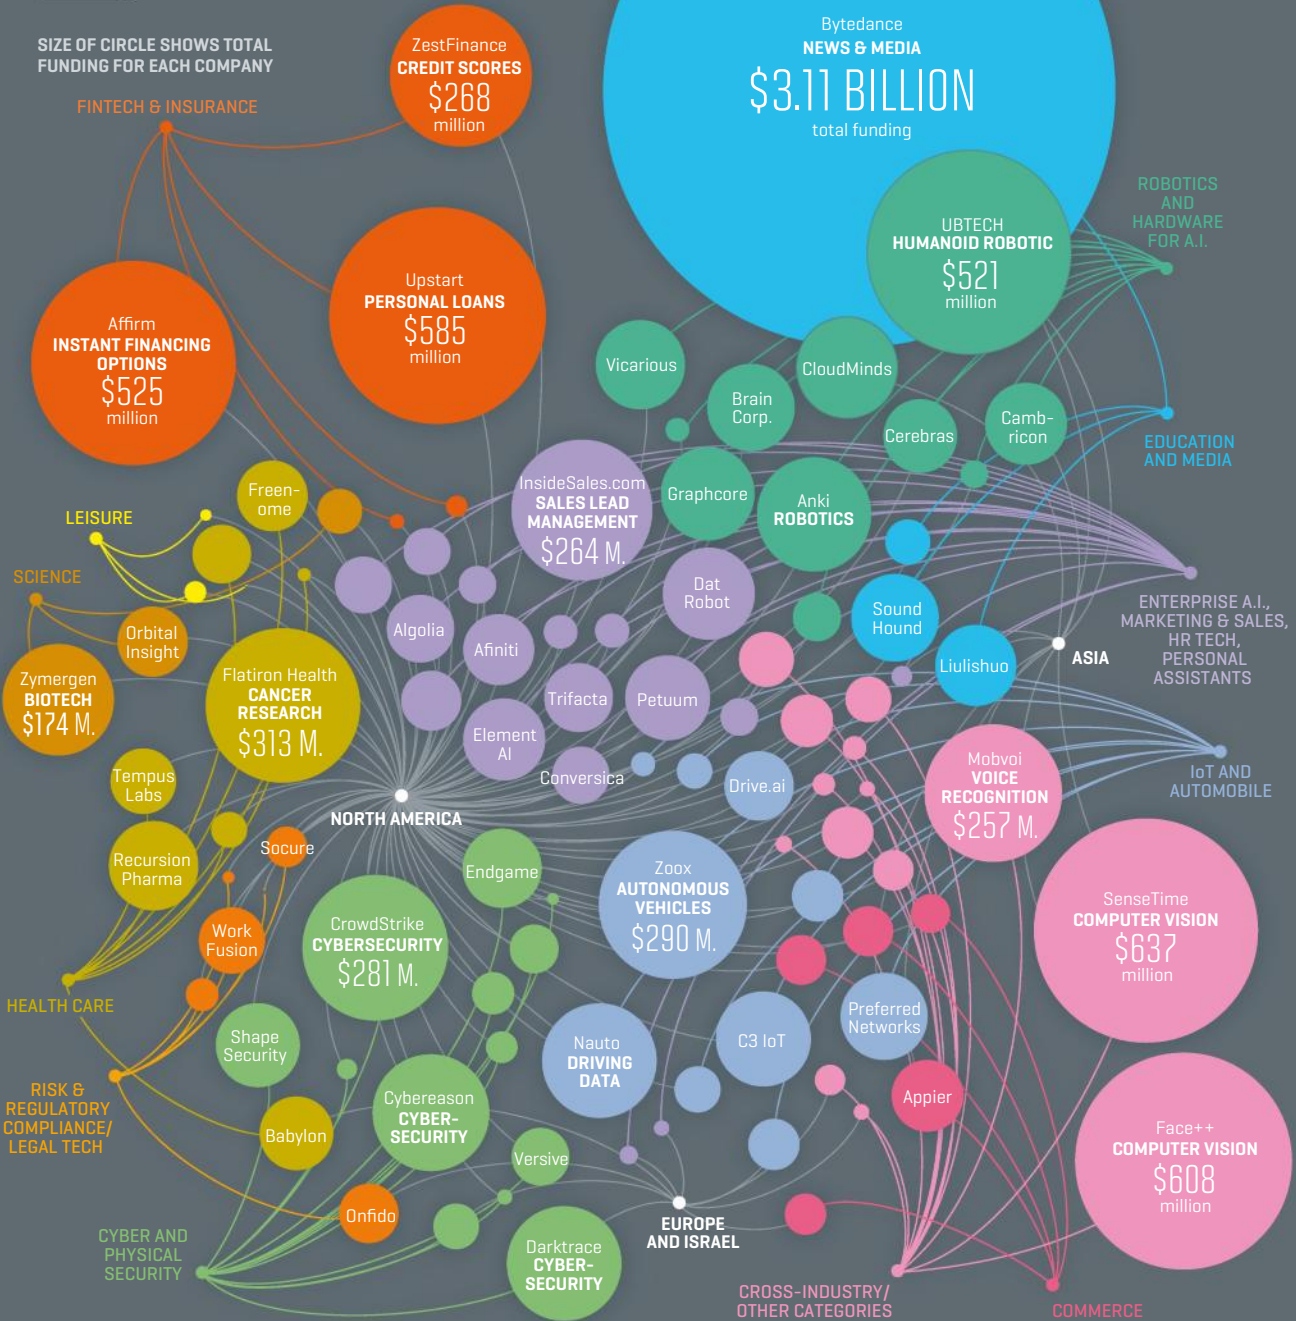 SIZE OF CIRCLE SHOWS TOTAL
FUNDING FOR EACH COMPANY
FINTECH & INSURANCE
ZestFinance
CREDIT SCORES
$268
million
Bytedance
NEWS & MEDIA
$3.11 BILLION
total funding
ROBOTICS
AND
HARDWARE
FOR A.I.
UBTECH
HUMANOID ROBOTIC
$521
million
Upstart
PERSONAL LOANS
$585
million
Affirm
INSTANT FINANCING
OPTIONS
$525
million
Vicarious
CloudMinds
Brain
Corp.
Cerebras
Camb-
ricon
EDUCATION
AND MEDIA
InsideSales.com
SALES LEAD
MANAGEMENT
$264 M.
Graphcore
Anki
ROBOTICS
Freen-
ome
LEISURE
SCIENCE
Orbital
Insight
Zymergen
BIOTECH
$174 M.
Flatiron Health
CANCER
RESEARCH
$313 M.
Algolia
Afiniti
Dat
Robot
Sound
Hound
Liulishuo
ASIA
ENTERPRISE A.I.,
MARKETING & SALES,
HR TECH,
PERSONAL
ASSISTANTS
Trifacta
Petuum
Element
AI
Conversica
Drive.ai
Mobvoi
VOICE
RECOGNITION
$257 M.
IoT AND
AUTOMOBILE
Tempus
Labs
NORTH AMERICA
Recursion
Pharma
Socure
Endgame
Zoox
AUTONOMOUS
VEHICLES
$290 M.
SenseTime
COMPUTER VISION
$637
million
Work
Fusion
CrowdStrike
CYBERSECURITY
$281 M.
HEALTH CARE
Shape
Security
Nauto
DRIVING
DATA
C3 IoT
Preferred
Networks
RISK &
REGULATORY
COMPLIANCE/
LEGAL TECH
Cybereason
CYBER-
SECURITY
Appier
Babylon
Versive
Face++
COMPUTER VISION
$608
million
Onfido
CYBER AND
PHYSICAL
SECURITY
EUROPE
AND ISRAEL
Darktrace
CYBER-
SECURITY
CROSS-INDUSTRY/
OTHER CATEGORIES
COMMERCE